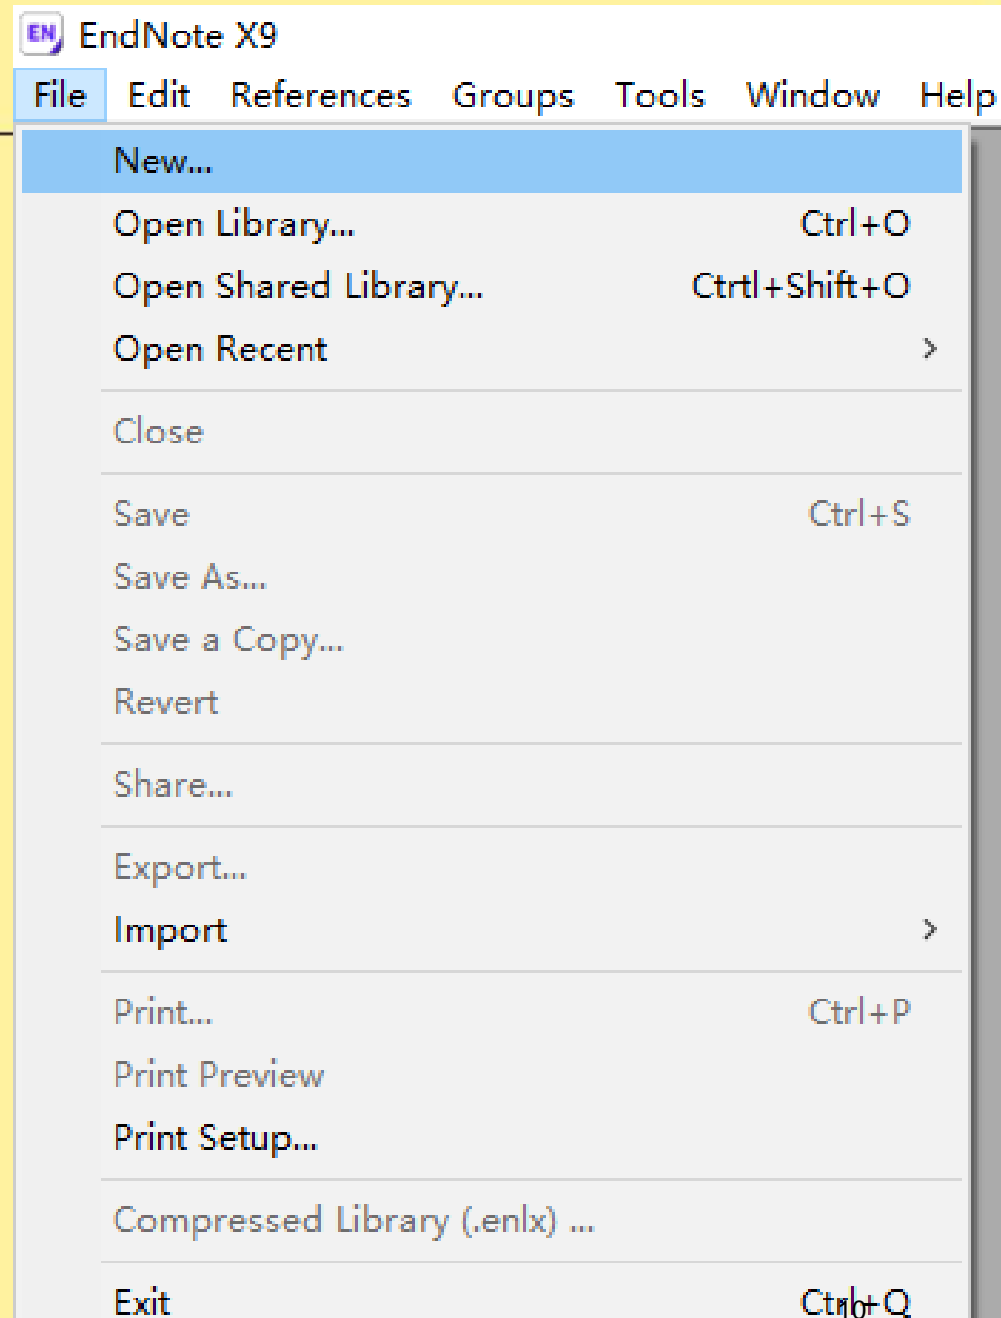 EN EndNote X9
File Edit References Groups Tools Window Help
New...
Open Library... Ctrl+O
Open Shared Library... Ctrtl+Shift+O
Open Recent >
Close
Save Ctrl+S
Save As...
Save a Copy...
Revert
Share...
Export...
Import >
Print... Ctrl+P
Print Preview
Print Setup...
Compressed Library (.enlx) ...
Exit Ctrl+Q